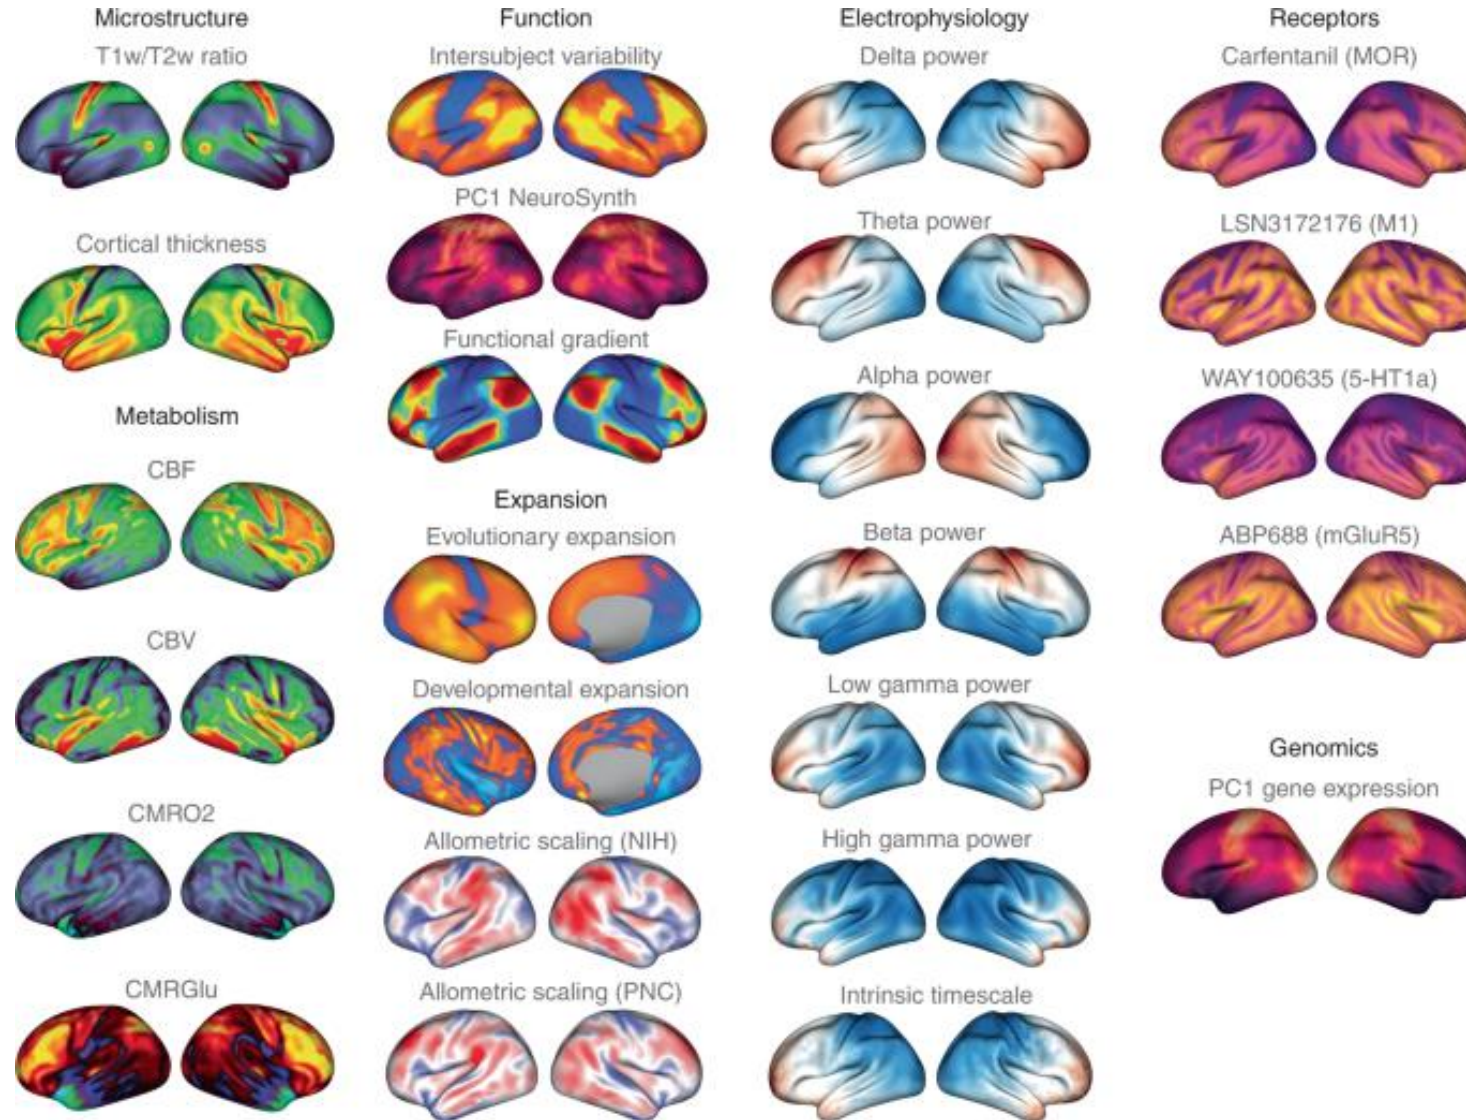 Microstructure
T1w/T2w ratio
Cortical thickness
Metabolism
CBF
CBV
CMRO2
CMRGlu
Function
Intersubject variability
PC1 NeuroSynth
Functional gradient
Expansion
Evolutionary expansion
Developmental expansion
Allometric scaling (NIH)
Allometric scaling (PNC)
Electrophysiology
Delta power
Theta power
Alpha power
Beta power
Low gamma power
High gamma power
Intrinsic timescale
Receptors
Carfentanil (MOR)
LSN3172176 (M1)
WAY100635 (5-HT1a)
ABP688 (mGluR5)
Genomics
PC1 gene expression